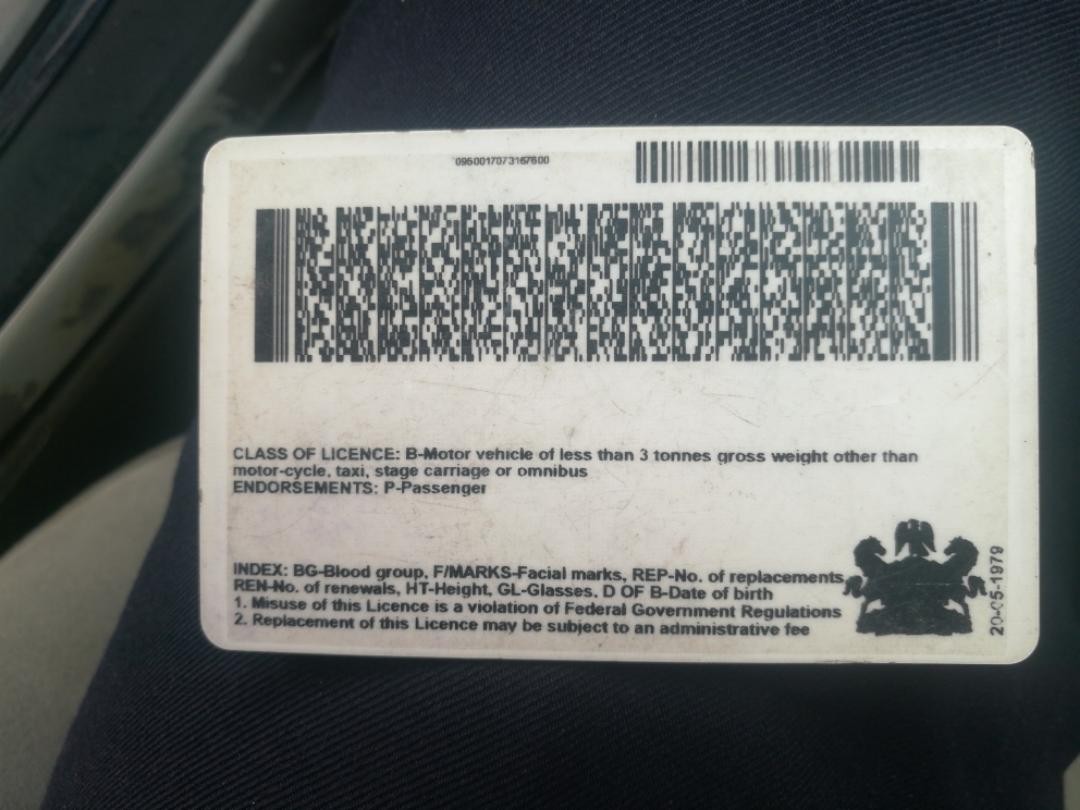 0950017073167600
CLASS OF LICENCE: B-Motor vehicle of less than 3 tonnes gross weight other than
motor-cycle, taxi, stage carriage or omnibus
ENDORSEMENTS: P-Passenger
INDEX: BG-Blood group, F/MARKS-Facial marks, REP-No. of replacements,
REN-No. of renewals, HT-Height, GL-Glasses, D OF B-Date of birth
1. Misuse of this Licence is a violation of Federal Government Regulations
2. Replacement of this Licence may be subject to an administrative fee
20-05-1979